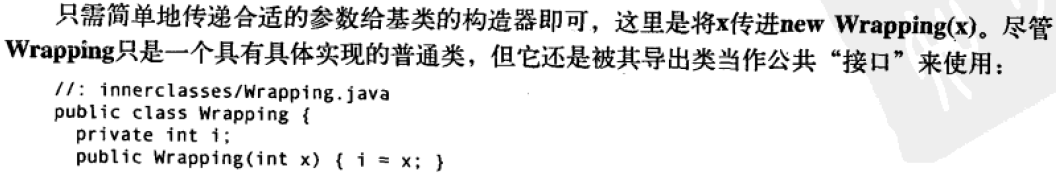 只需简单地传递合适的参数给基类的构造器即可，这里是将x传进new Wrapping(x)。尽管
Wrapping只是一个具有具体实现的普通类，但它还是被其导出类当作公共“接口”来使用：
//: innerclasses/Wrapping.java
public class Wrapping {
private int i;
public Wrapping(int x) { i = x; }